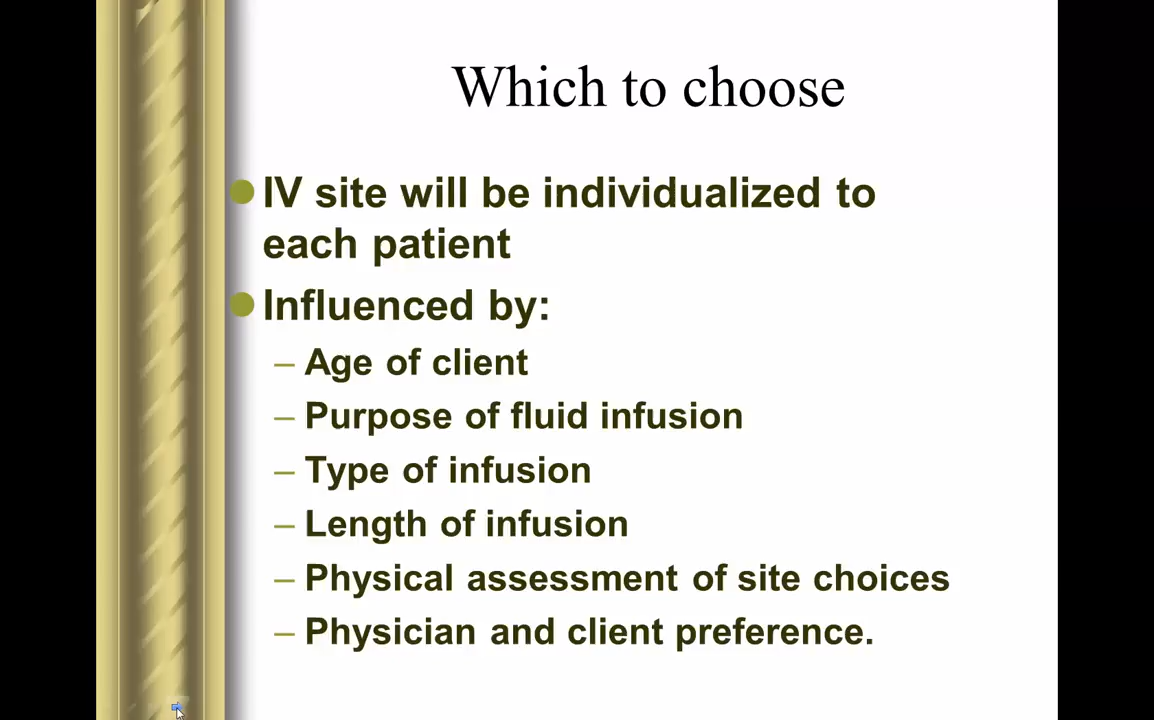 Which to choose
IV site will be individualized to
each patient
Influenced by:
– Age of client
– Purpose of fluid infusion
– Type of infusion
– Length of infusion
– Physical assessment of site choices
– Physician and client preference.